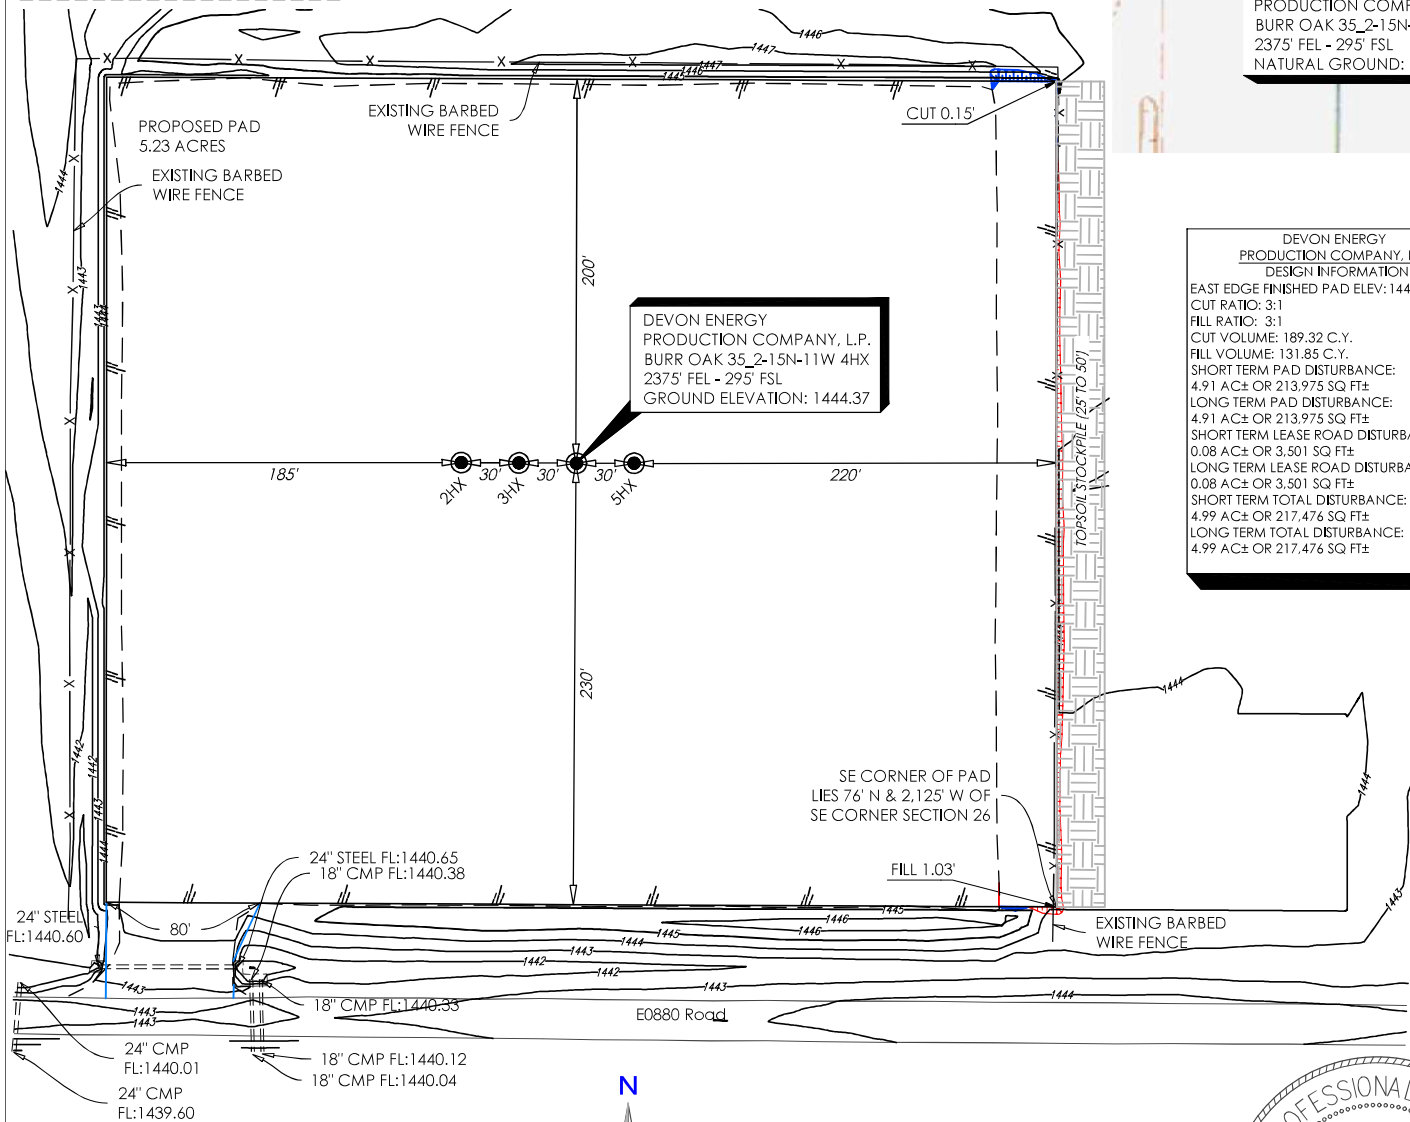 PRODUCTION COMP
BURR OAK 35_2-15N-
2375' FEL - 295' FSL
NATURAL GROUND:
1446
1447
1447
1446
1445
EXISTING BARBED
WIRE FENCE
CUT 0.15'
PROPOSED PAD
5.23 ACRES
EXISTING BARBED
WIRE FENCE
1444
200'
DEVON ENERGY
PRODUCTION COMPANY, L.P.
BURR OAK 35_2-15N-11W 4HX
2375' FEL - 295' FSL
GROUND ELEVATION: 1444.37
DEVON ENERGY
PRODUCTION COMPANY,
DESIGN INFORMATION
EAST EDGE FINISHED PAD ELEV: 144
CUT RATIO: 3:1
FILL RATIO: 3:1
CUT VOLUME: 189.32 C.Y.
FILL VOLUME: 131.85 C.Y.
SHORT TERM PAD DISTURBANCE:
4.91 AC± OR 213,975 SQ FT±
LONG TERM PAD DISTURBANCE:
4.91 AC± OR 213,975 SQ FT±
SHORT TERM LEASE ROAD DISTURBA
0.08 AC± OR 3,501 SQ FT±
LONG TERM LEASE ROAD DISTURBA
0.08 AC± OR 3,501 SQ FT±
SHORT TERM TOTAL DISTURBANCE:
4.99 AC± OR 217,476 SQ FT±
LONG TERM TOTAL DISTURBANCE:
4.99 AC± OR 217,476 SQ FT±
1443
1443
TOPSOIL STOCKPILE (25' TO 50')
185'
30'
30'
30'
220'
2HX
3HX
5HX
230'
1444
1442
1442
1443
1444
1444
SE CORNER OF PAD
LIES 76' N & 2,125' W OF
SE CORNER SECTION 26
FILL 1.03'
24" STEEL FL:1440.65
18" CMP FL:1440.38
24" STEEL
FL:1440.60
80'
1445
1446
1446
1445
1444
1443
1442
1442
1443
1444
1443
EXISTING BARBED
WIRE FENCE
1443
1443
1443
18" CMP FL:1440.33
E0880 Road
24" CMP
FL:1440.01
18" CMP FL:1440.12
18" CMP FL:1440.04
24" CMP
FL:1439.60
N
OFESSIONAL